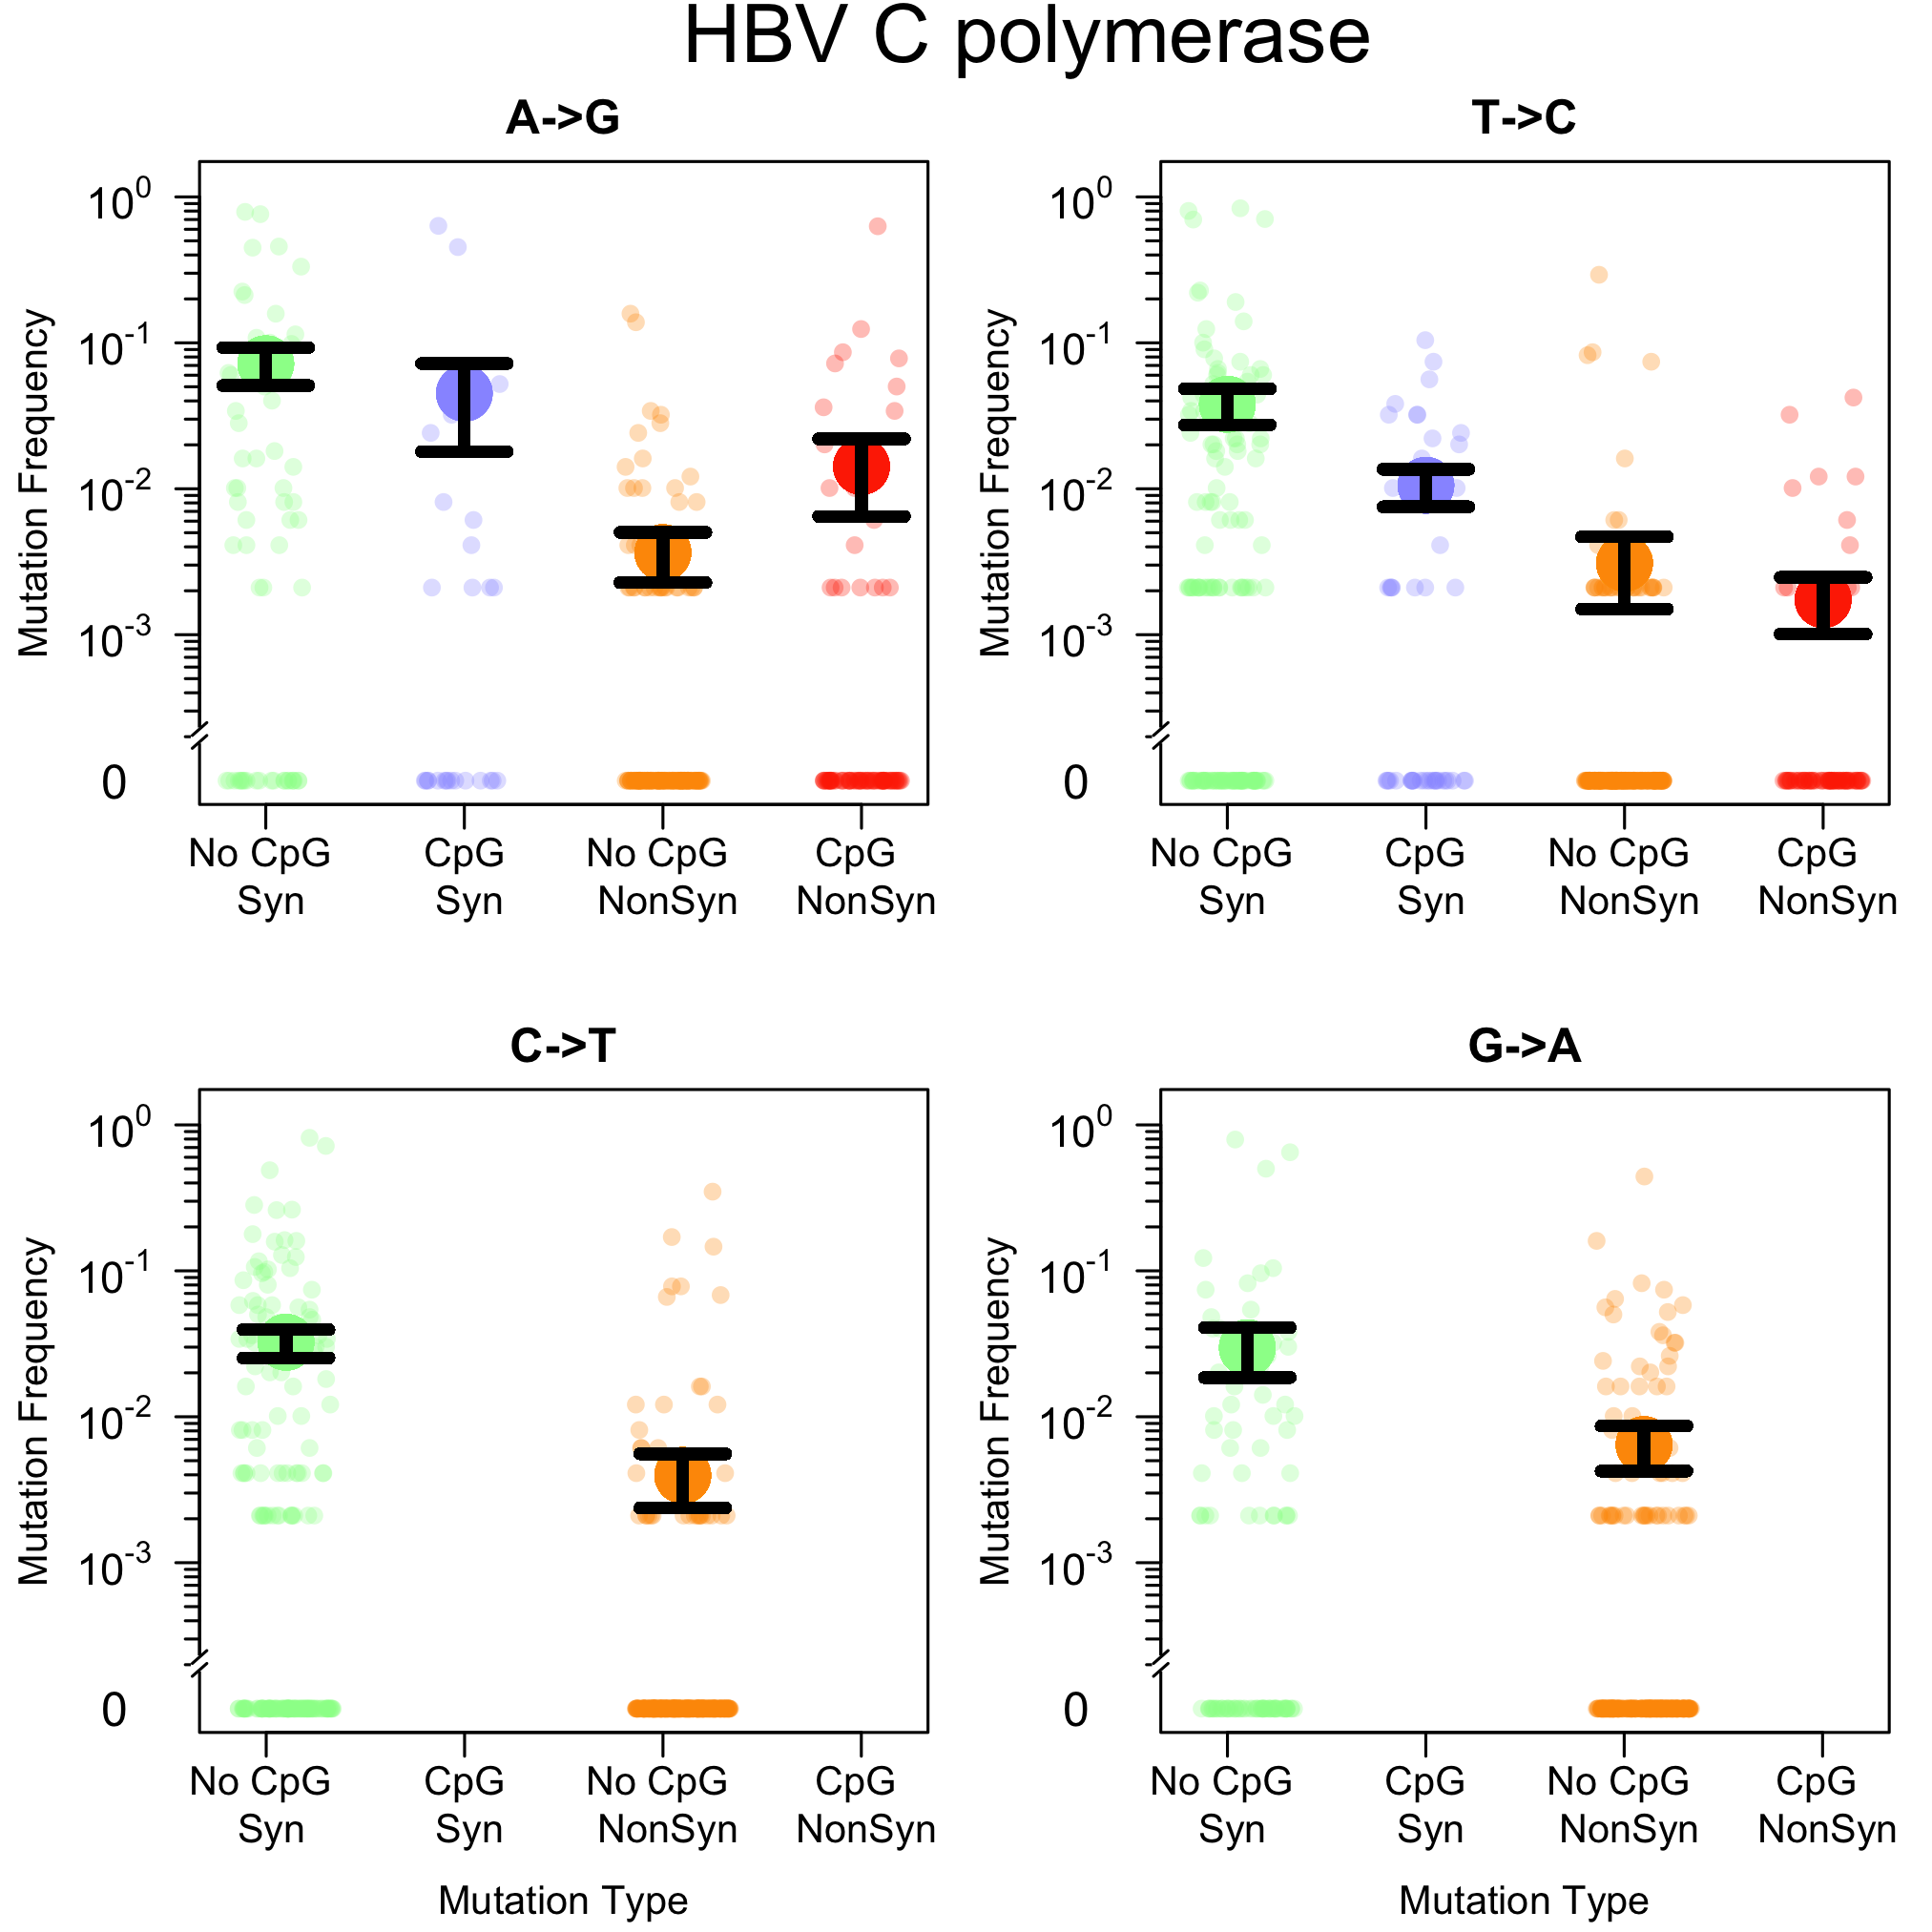 HBV C polymerase
A->G
Mutation Frequency
10^0
10^-1
10^-2
10^-3
0
No CpG Syn
CpG Syn
No CpG NonSyn
CpG NonSyn
T->C
Mutation Frequency
10^0
10^-1
10^-2
10^-3
0
No CpG Syn
CpG Syn
No CpG NonSyn
CpG NonSyn
C->T
Mutation Frequency
10^0
10^-1
10^-2
10^-3
0
No CpG Syn
CpG Syn
No CpG NonSyn
CpG NonSyn
Mutation Type
G->A
Mutation Frequency
10^0
10^-1
10^-2
10^-3
0
No CpG Syn
CpG Syn
No CpG NonSyn
CpG NonSyn
Mutation Type